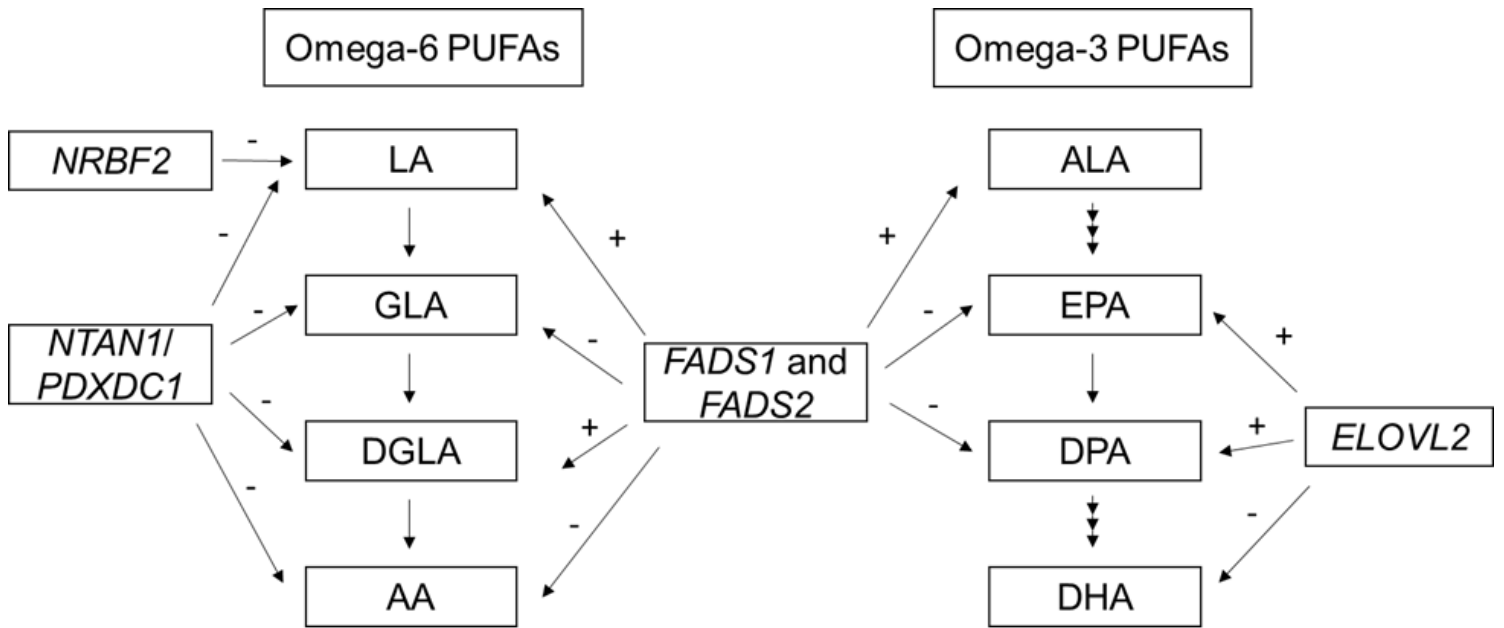 Omega-6 PUFAs
Omega-3 PUFAs
NRBF2
-
LA
ALA
-
+
+
GLA
EPA
-
-
-
+
NTAN1/
PDXDC1
FADS1 and
FADS2
-
+
-
+
DGLA
DPA
ELOVL2
-
-
-
AA
DHA